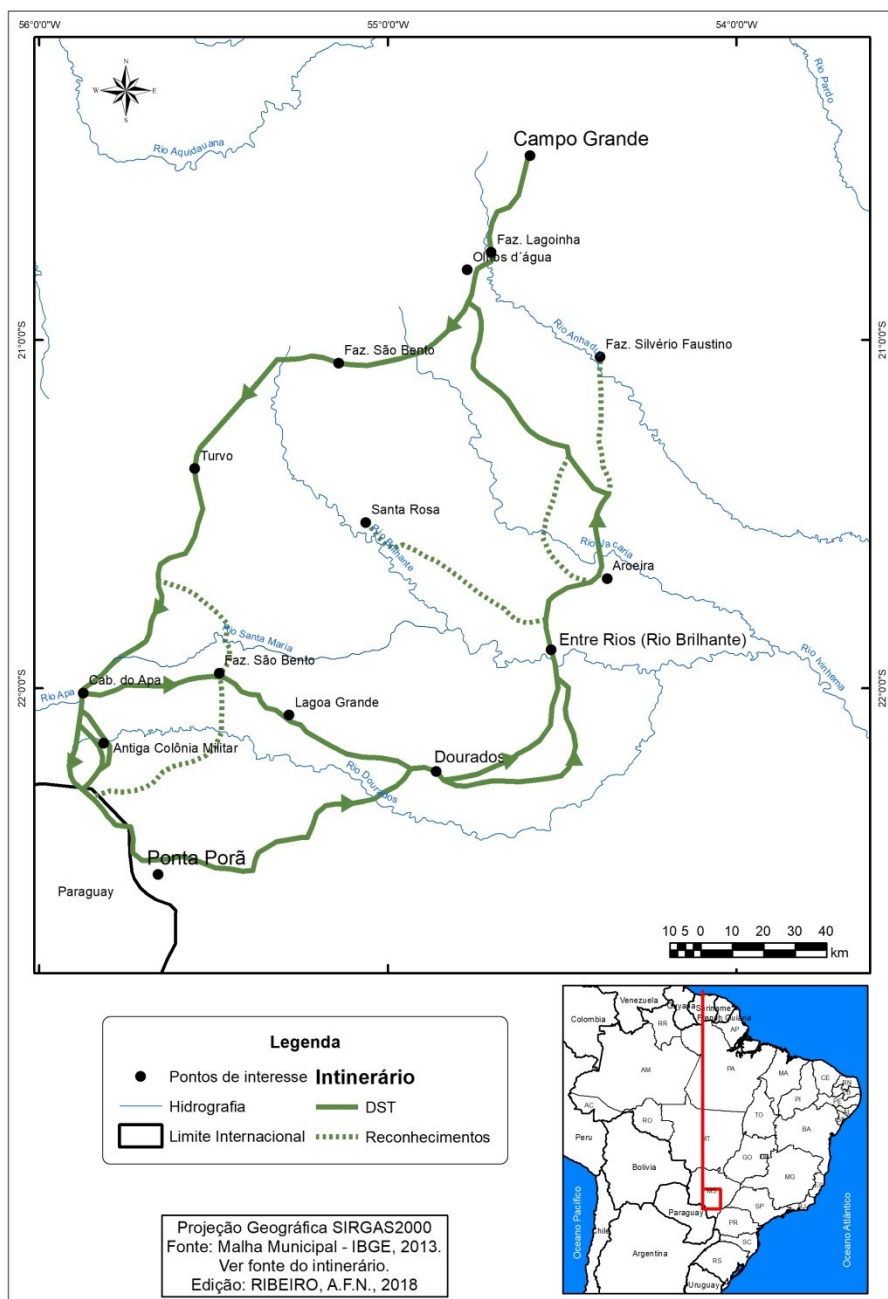 56°0'0"W
55°0'0"W
54°0'0"W
N
W
E
S
Rio Aquidauana
Rio Pardo
Campo Grande
Faz. Lagoinha
Olhos d´água
21°0'0"S
21°0'0"S
Faz. São Bento
Rio Anhaduí
Faz. Silvério Faustino
Turvo
Santa Rosa
Rio Brilhante
Rio Vacaria
Aroeira
Rio Santa Maria
Entre Rios (Rio Brilhante)
Faz. São Bento
Rio Ivinhema
22°0'0"S
22°0'0"S
Rio Apa
Cab. do Apa
Lagoa Grande
Antiga Colônia Militar
Dourados
Rio Dourados
Ponta Porã
Paraguay
10 5 0 10 20 30 40
km
Legenda
Pontos de interesse
Intinerário
Hidrografia
DST
Limite Internacional
Reconhecimentos
Projeção Geográfica SIRGAS2000
Fonte: Malha Municipal - IBGE, 2013.
Ver fonte do intinerário.
Edição: RIBEIRO, A.F.N., 2018
Venezuela
Guyana
Suriname
French Guiana
Colombia
RR
AP
AM
PA
MA
CE
RN
PI
AC
RO
TO
BA
MT
Peru
GO
Bolivia
MG
ES
MS
SP
Paraguay
PR
Chile
SC
Argentina
RS
Uruguay
Oceano Pacífico
Oceano Atlântico